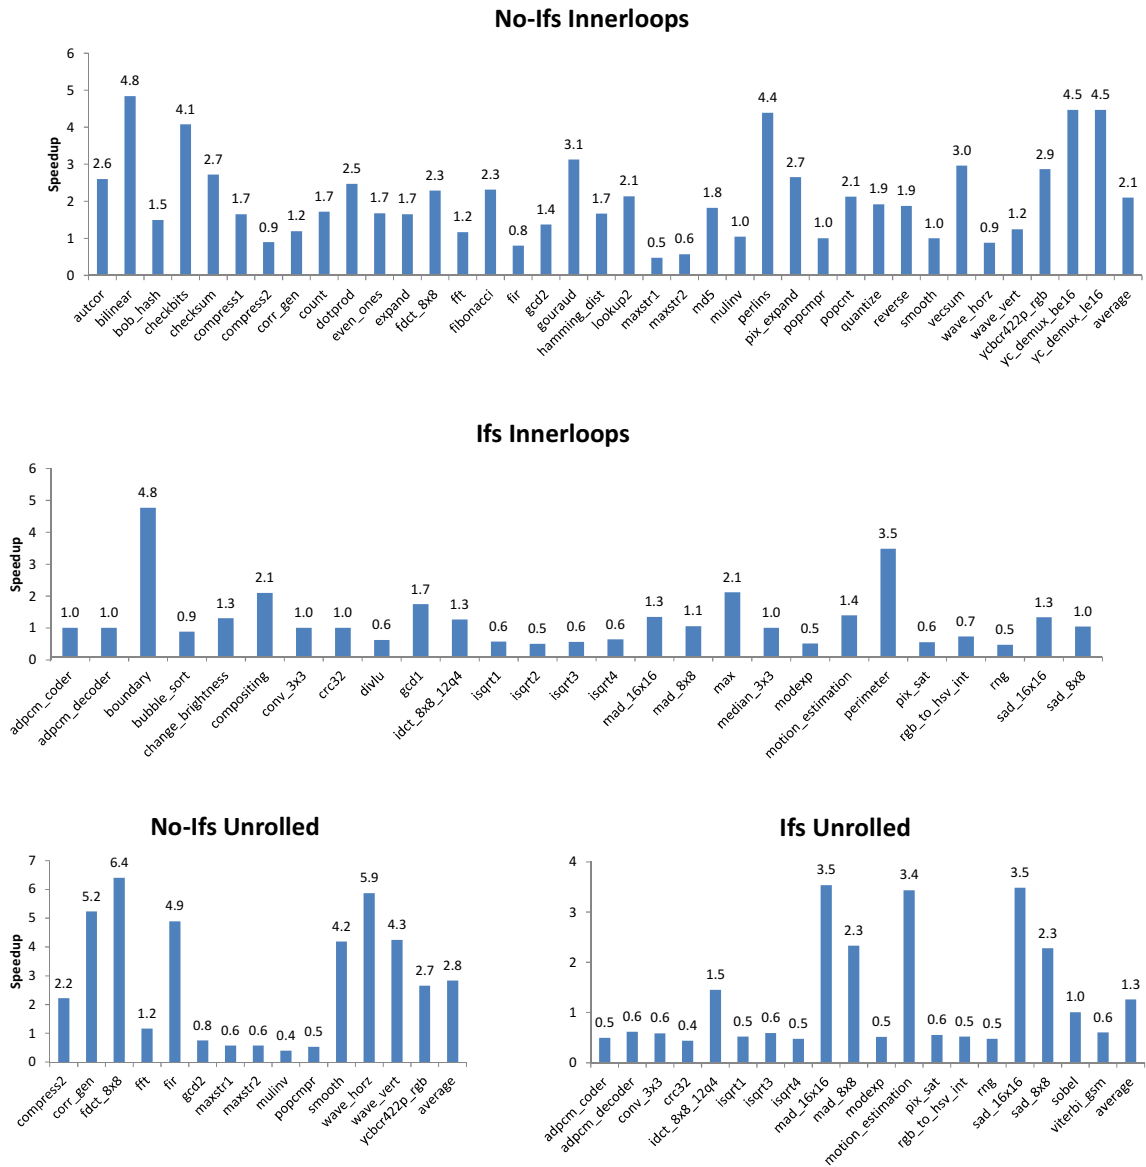 No-Ifs Innerloops
Speedup
6
5
4
3
2
1
0
2.6 4.8 1.5 4.1 2.7 1.7 0.9 1.2 1.7 2.5 1.7 1.7 2.3 1.2 2.3 0.8 1.4 3.1 1.7 2.1 0.5 0.6 1.8 1.0 4.4 2.7 1.0 2.1 1.9 1.9 1.0 3.0 0.9 1.2 2.9 4.5 4.5 2.1
autcor
bilinear
bob_hash
checkbits
checksum
compress1
compress2
corr_gen
count
dotprod
even_ones
expand
fdct_8x8
fft
fibonacci
fir
gcd2
gouraud
hamming_dist
lookup2
maxstr1
maxstr2
md5
mulinv
perlins
pix_expand
popcmpr
popcnt
quantize
reverse
smooth
vecsum
wave_horz
wave_vert
ycbcr422p_rgb
yc_demux_be16
yc_demux_le16
average
Ifs Innerloops
Speedup
6
5
4
3
2
1
0
1.0 1.0 4.8 0.9 1.3 2.1 1.0 1.0 0.6 1.7 1.3 0.6 0.5 0.6 0.6 1.3 1.1 2.1 1.0 0.5 1.4 3.5 0.6 0.7 0.5 1.3 1.0
adpcm_coder
adpcm_decoder
boundary
bubble_sort
change_brightness
compositing
conv_3x3
crc32
divlu
gcd1
idct_8x8_12q4
isqrt1
isqrt2
isqrt3
isqrt4
mad_16x16
mad_8x8
max
median_3x3
modexp
motion_estimation
perimeter
pix_sat
rgb_to_hsv_int
rng
sad_16x16
sad_8x8
No-Ifs Unrolled
Speedup
7
6
5
4
3
2
1
0
2.2 5.2 6.4 1.2 4.9 0.8 0.6 0.6 0.4 0.5 4.2 5.9 4.3 2.7 2.8
compress2
corr_gen
fdct_8x8
fft
fir
gcd2
maxstr1
maxstr2
mulinv
popcmpr
smooth
wave_horz
wave_vert
ycbcr422p_rgb
average
Ifs Unrolled
4
3
2
1
0
0.5 0.6 0.6 0.4 1.5 0.5 0.6 0.5 3.5 2.3 0.5 3.4 0.6 0.5 0.5 3.5 2.3 1.0 0.6 1.3
adpcm_coder
adpcm_decoder
conv_3x3
crc32
idct_8x8_12q4
isqrt1
isqrt3
isqrt4
mad_16x16
mad_8x8
modexp
motion_estimation
pix_sat
rgb_to_hsv_int
rng
sad_16x16
sad_8x8
sobel
viterbi_gsm
average